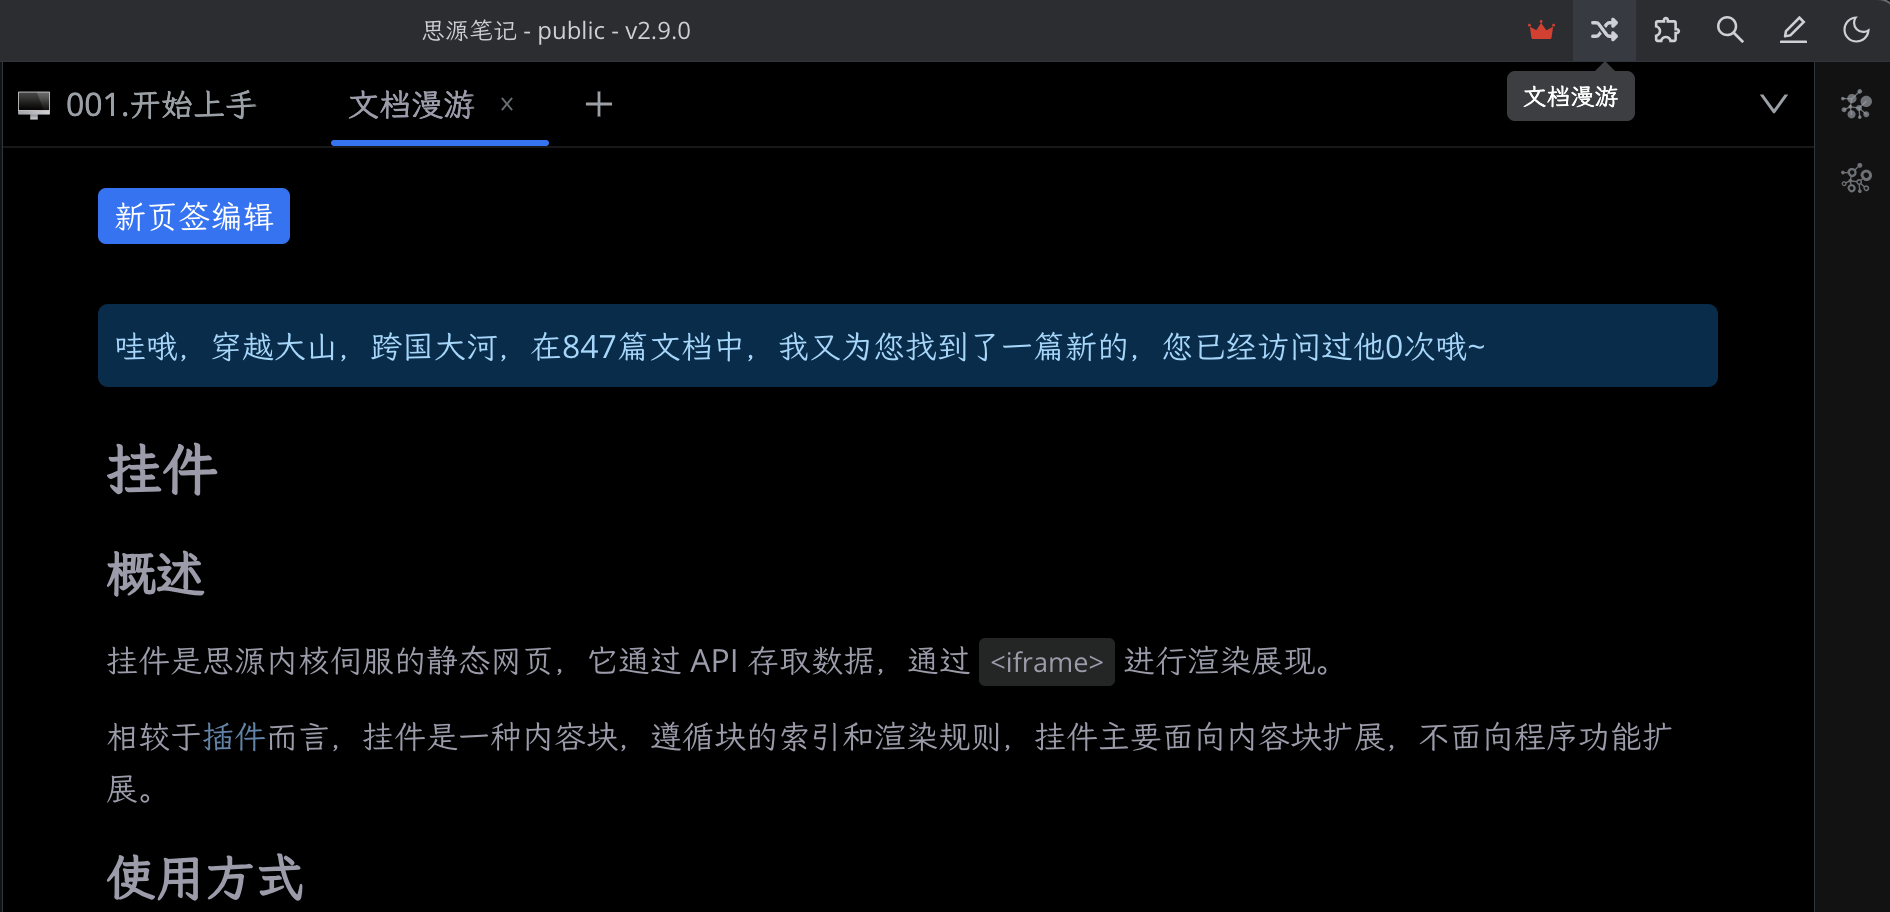 思源笔记 - public - v2.9.0
001.开始上手
文档漫游
文档漫游
新页签编辑
哇哦，穿越大山，跨国大河，在847篇文档中，我又为您找到了一篇新的，您已经访问过他0次哦~
挂件
概述
挂件是思源内核伺服的静态网页，它通过 API 存取数据，通过 <iframe> 进行渲染展现。
相较于插件而言，挂件是一种内容块，遵循块的索引和渲染规则，挂件主要面向内容块扩展，不面向程序功能扩
展。
使用方式